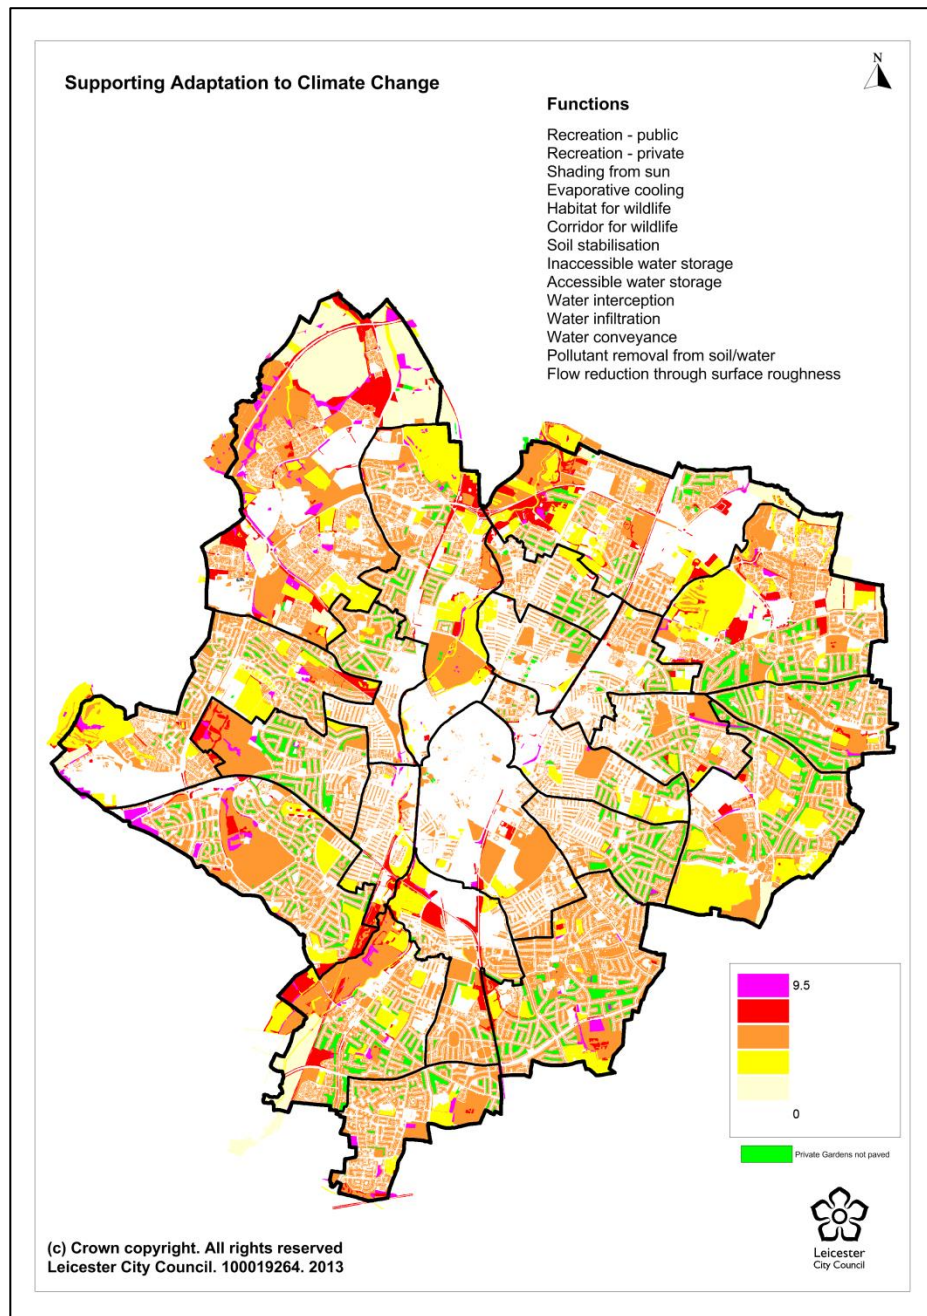 Supporting Adaptation to Climate Change
N
Functions
Recreation - public
Recreation - private
Shading from sun
Evaporative cooling
Habitat for wildlife
Corridor for wildlife
Soil stabilisation
Inaccessible water storage
Accessible water storage
Water interception
Water infiltration
Water conveyance
Pollutant removal from soil/water
Flow reduction through surface roughness
9.5
0
Private Gardens not paved
(c) Crown copyright. All rights reserved
Leicester City Council. 100019264. 2013
Leicester
City Council